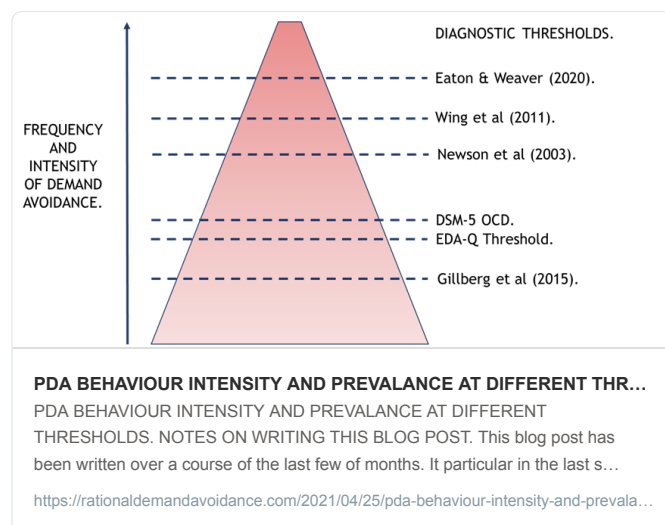 DIAGNOSTIC THRESHOLDS.
Eaton & Weaver (2020).
Wing et al (2011).
FREQUENCY
AND
INTENSITY
OF DEMAND
AVOIDANCE.
Newson et al (2003).
DSM-5 OCD.
EDA-Q Threshold.
Gillberg et al (2015).
PDA BEHAVIOUR INTENSITY AND PREVALANCE AT DIFFERENT THR…
PDA BEHAVIOUR INTENSITY AND PREVALANCE AT DIFFERENT
THRESHOLDS. NOTES ON WRITING THIS BLOG POST. This blog post has
been written over a course of the last few of months. It particular in the last s…
https://rationaldemandavoidance.com/2021/04/25/pda-behaviour-intensity-and-prevala…